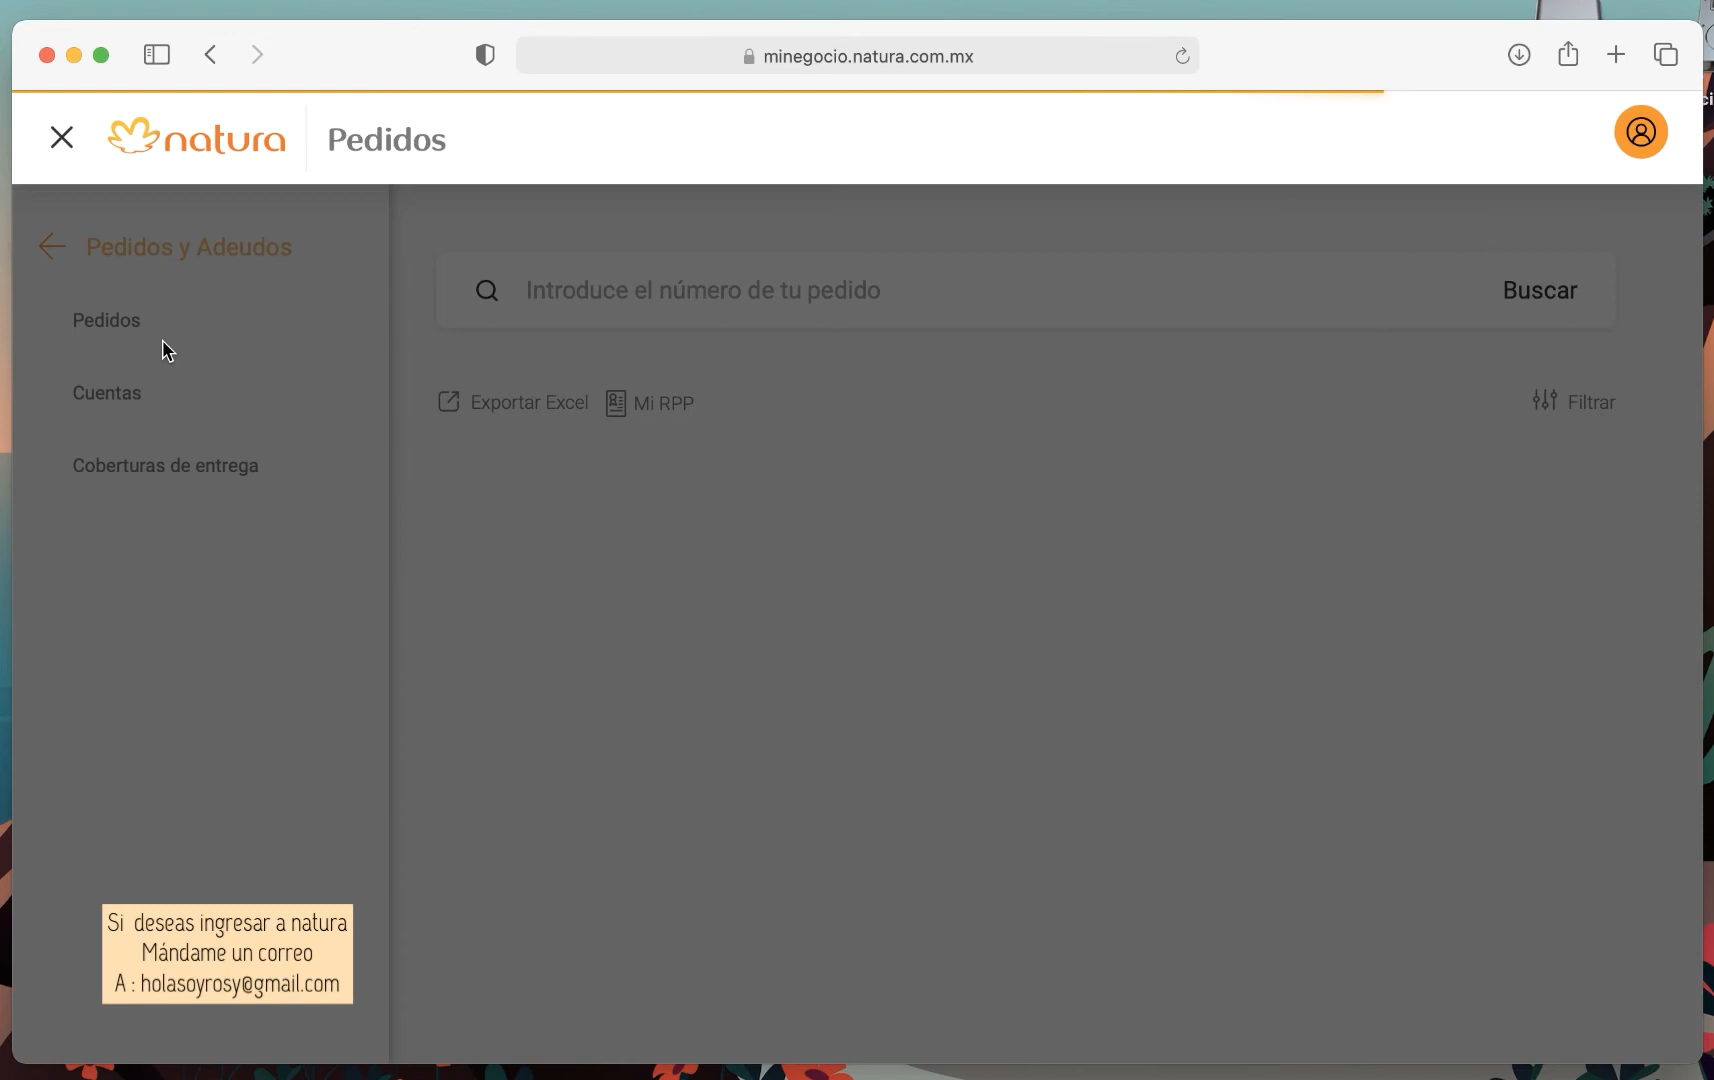 minegocio.natura.com.mx
natura
Pedidos
Pedidos y Adeudos
Pedidos
Cuentas
Coberturas de entrega
Introduce el número de tu pedido
Buscar
Exportar Excel
Mi RPP
Filtrar
Si deseas ingresar a natura
Mándame un correo
A : holasoyrosy@gmail.com